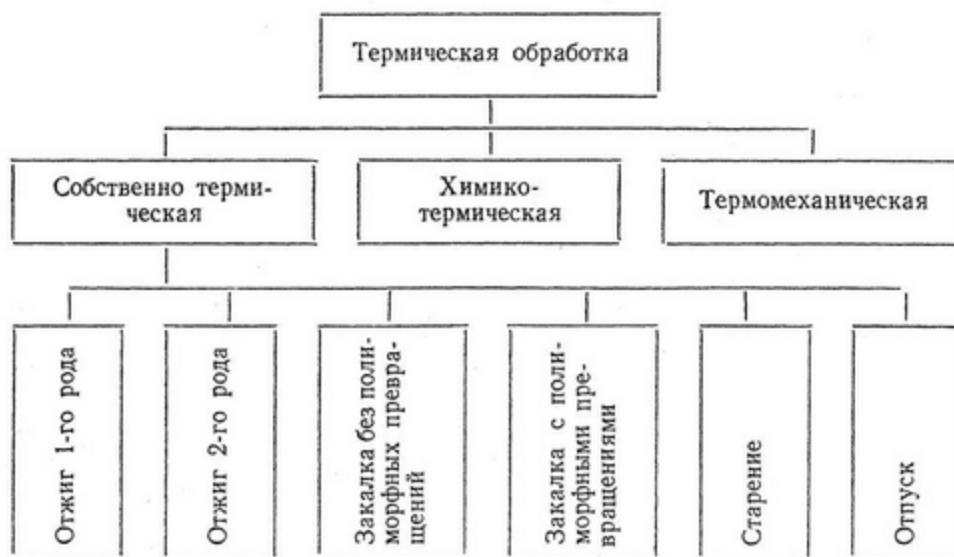 Термическая обработка
Собственно терми-
ческая
Химико-
термическая
Термомеханическая
Отжиг 1-го рода
Отжиг 2-го рода
Закалка без поли-
морфных превра-
щений
Закалка с поли-
морфными пре-
вращениями
Старение
Отпуск